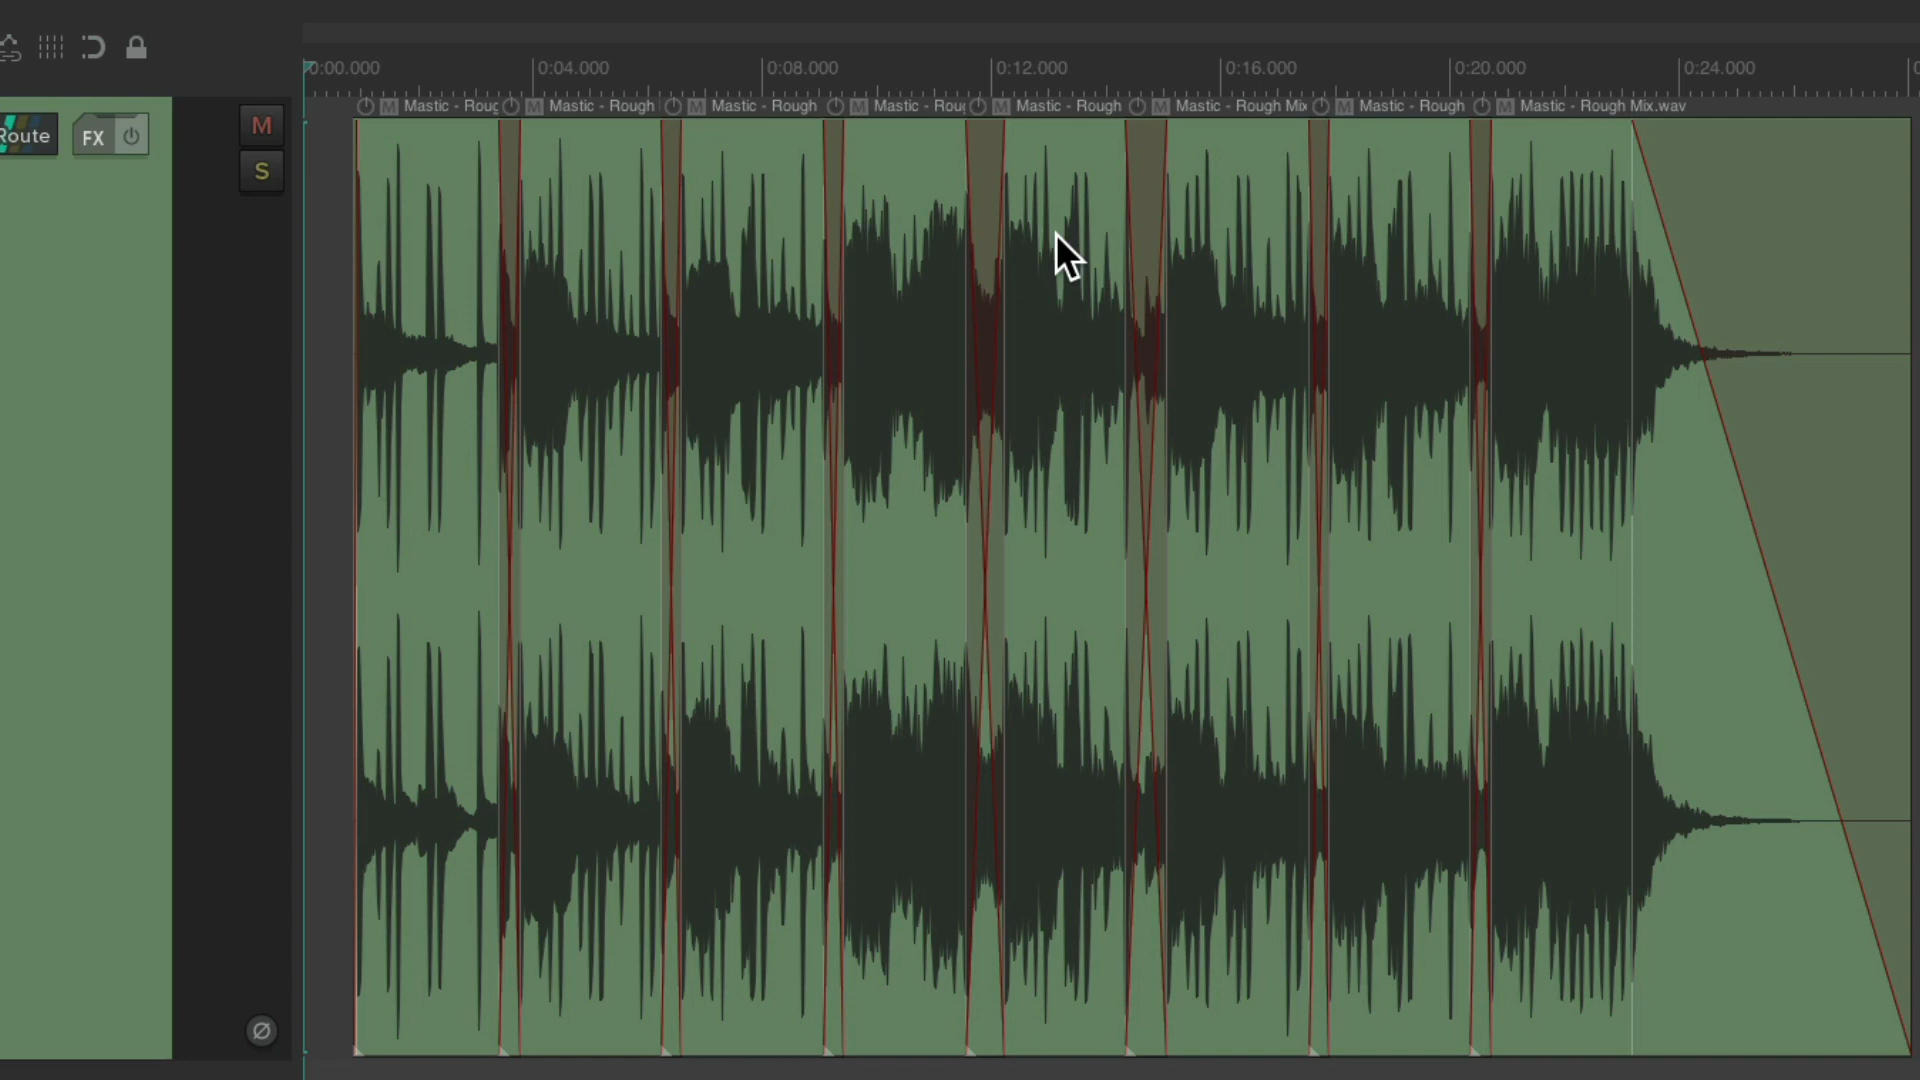 0:00.000 0:04.000 0:08.000 0:12.000 0:16.000 0:20.000 0:24.000
M Mastic - Roug M Mastic - Rough M Mastic - Rough M Mastic - Rou M Mastic - Rough M Mastic - Rough Mix M Mastic - Rough M Mastic - Rough Mix.wav
Route FX M
S